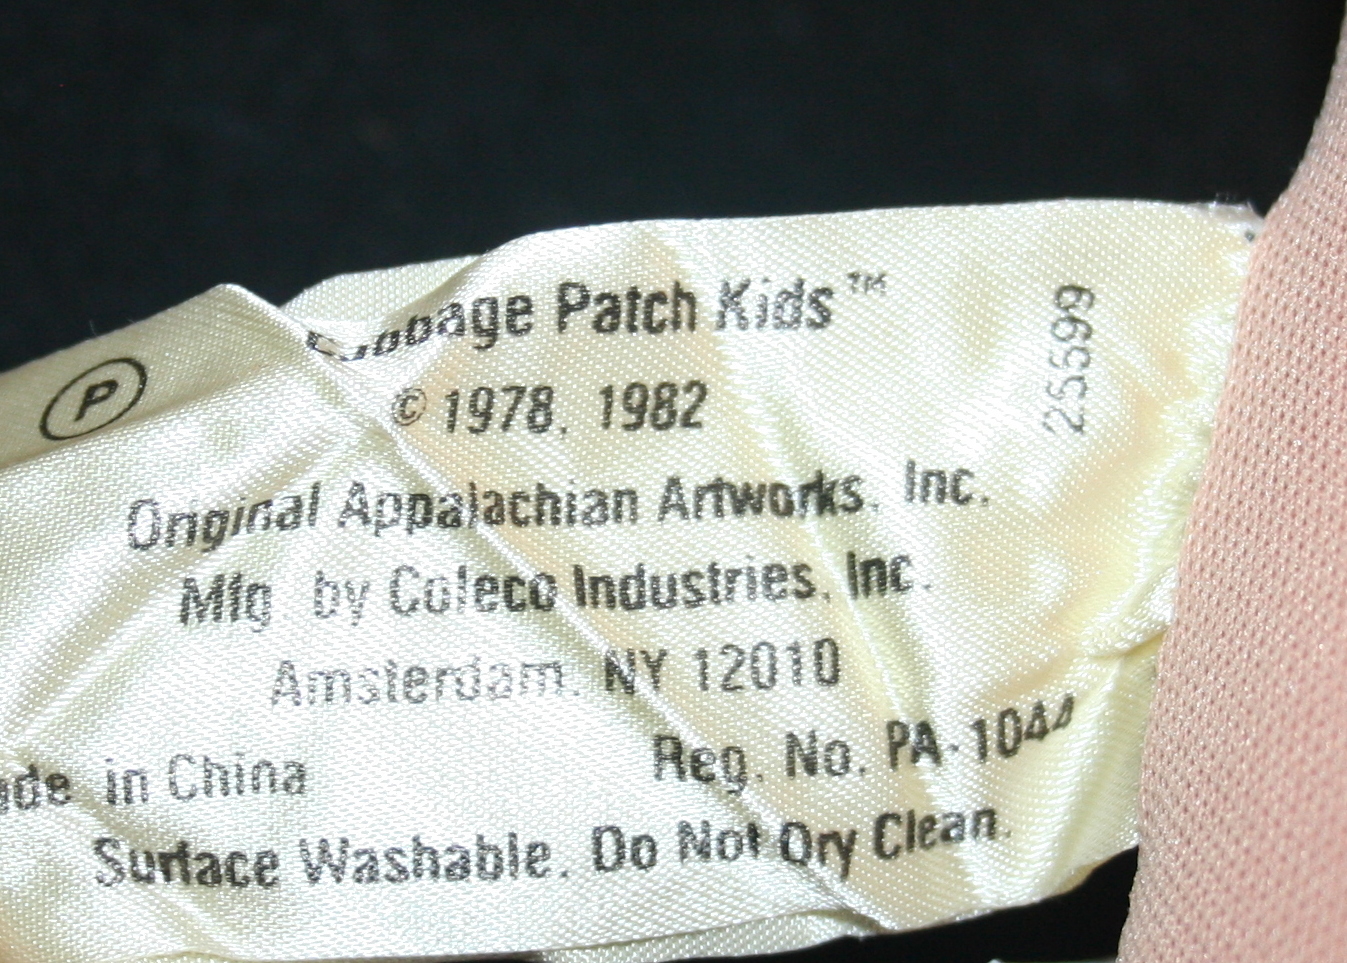 Cabbage Patch Kids™
P
© 1978, 1982
Original Appalachian Artworks, Inc.
Mfg. by Coleco Industries, Inc.
Amsterdam, NY 12010
in China
Reg. No. PA-1044
Surface Washable. Do Not Dry Clean.